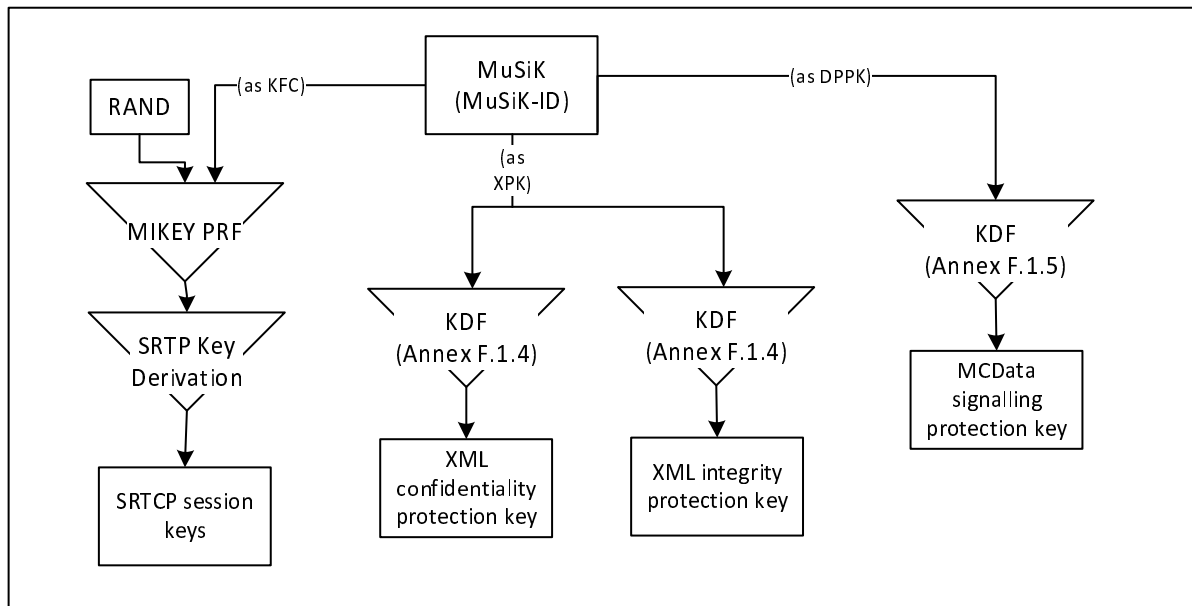 MuSiK
(MuSiK-ID)
(as KFC)
(as DPPK)
RAND
(as
XPK)
MIKEY PRF
KDF
(Annex F.1.5)
SRTP Key
Derivation
KDF
(Annex F.1.4)
KDF
(Annex F.1.4)
MCData
signalling
protection key
SRTCP session
keys
XML
confidentiality
protection key
XML integrity
protection key